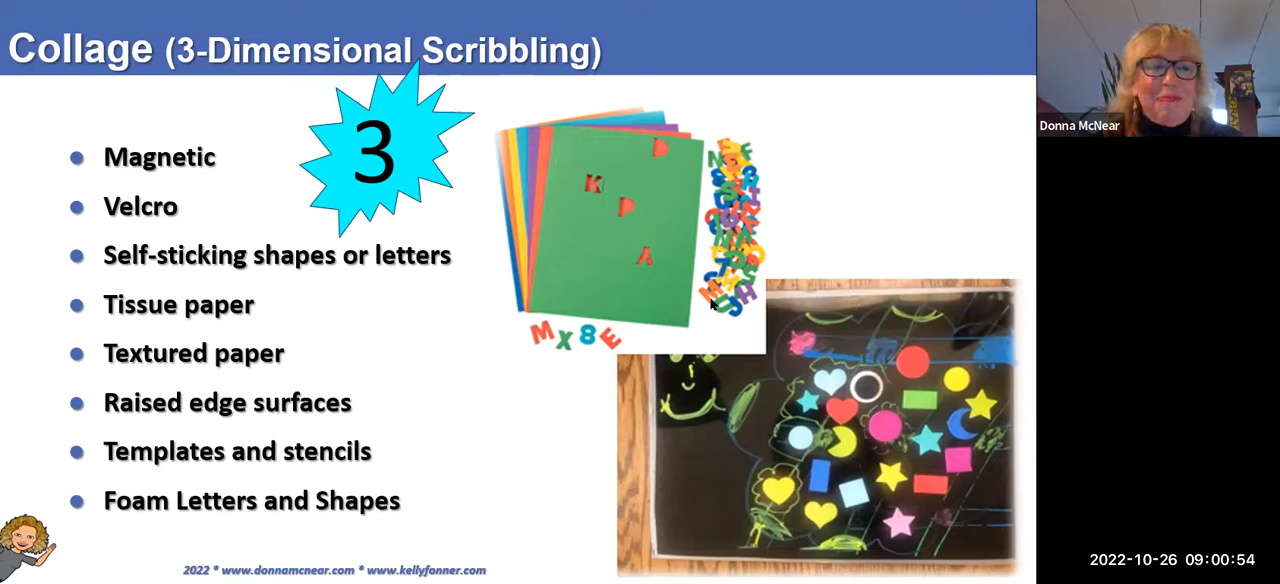 Collage (3-Dimensional Scribbling)
3
Magnetic
Velcro
Self-sticking shapes or letters
Tissue paper
Textured paper
Raised edge surfaces
Templates and stencils
Foam Letters and Shapes
K
P
M X 8 E
2022 * www.donnamcnear.com * www.kellyfonner.com
Donna McNear
2022-10-26 09:00:54